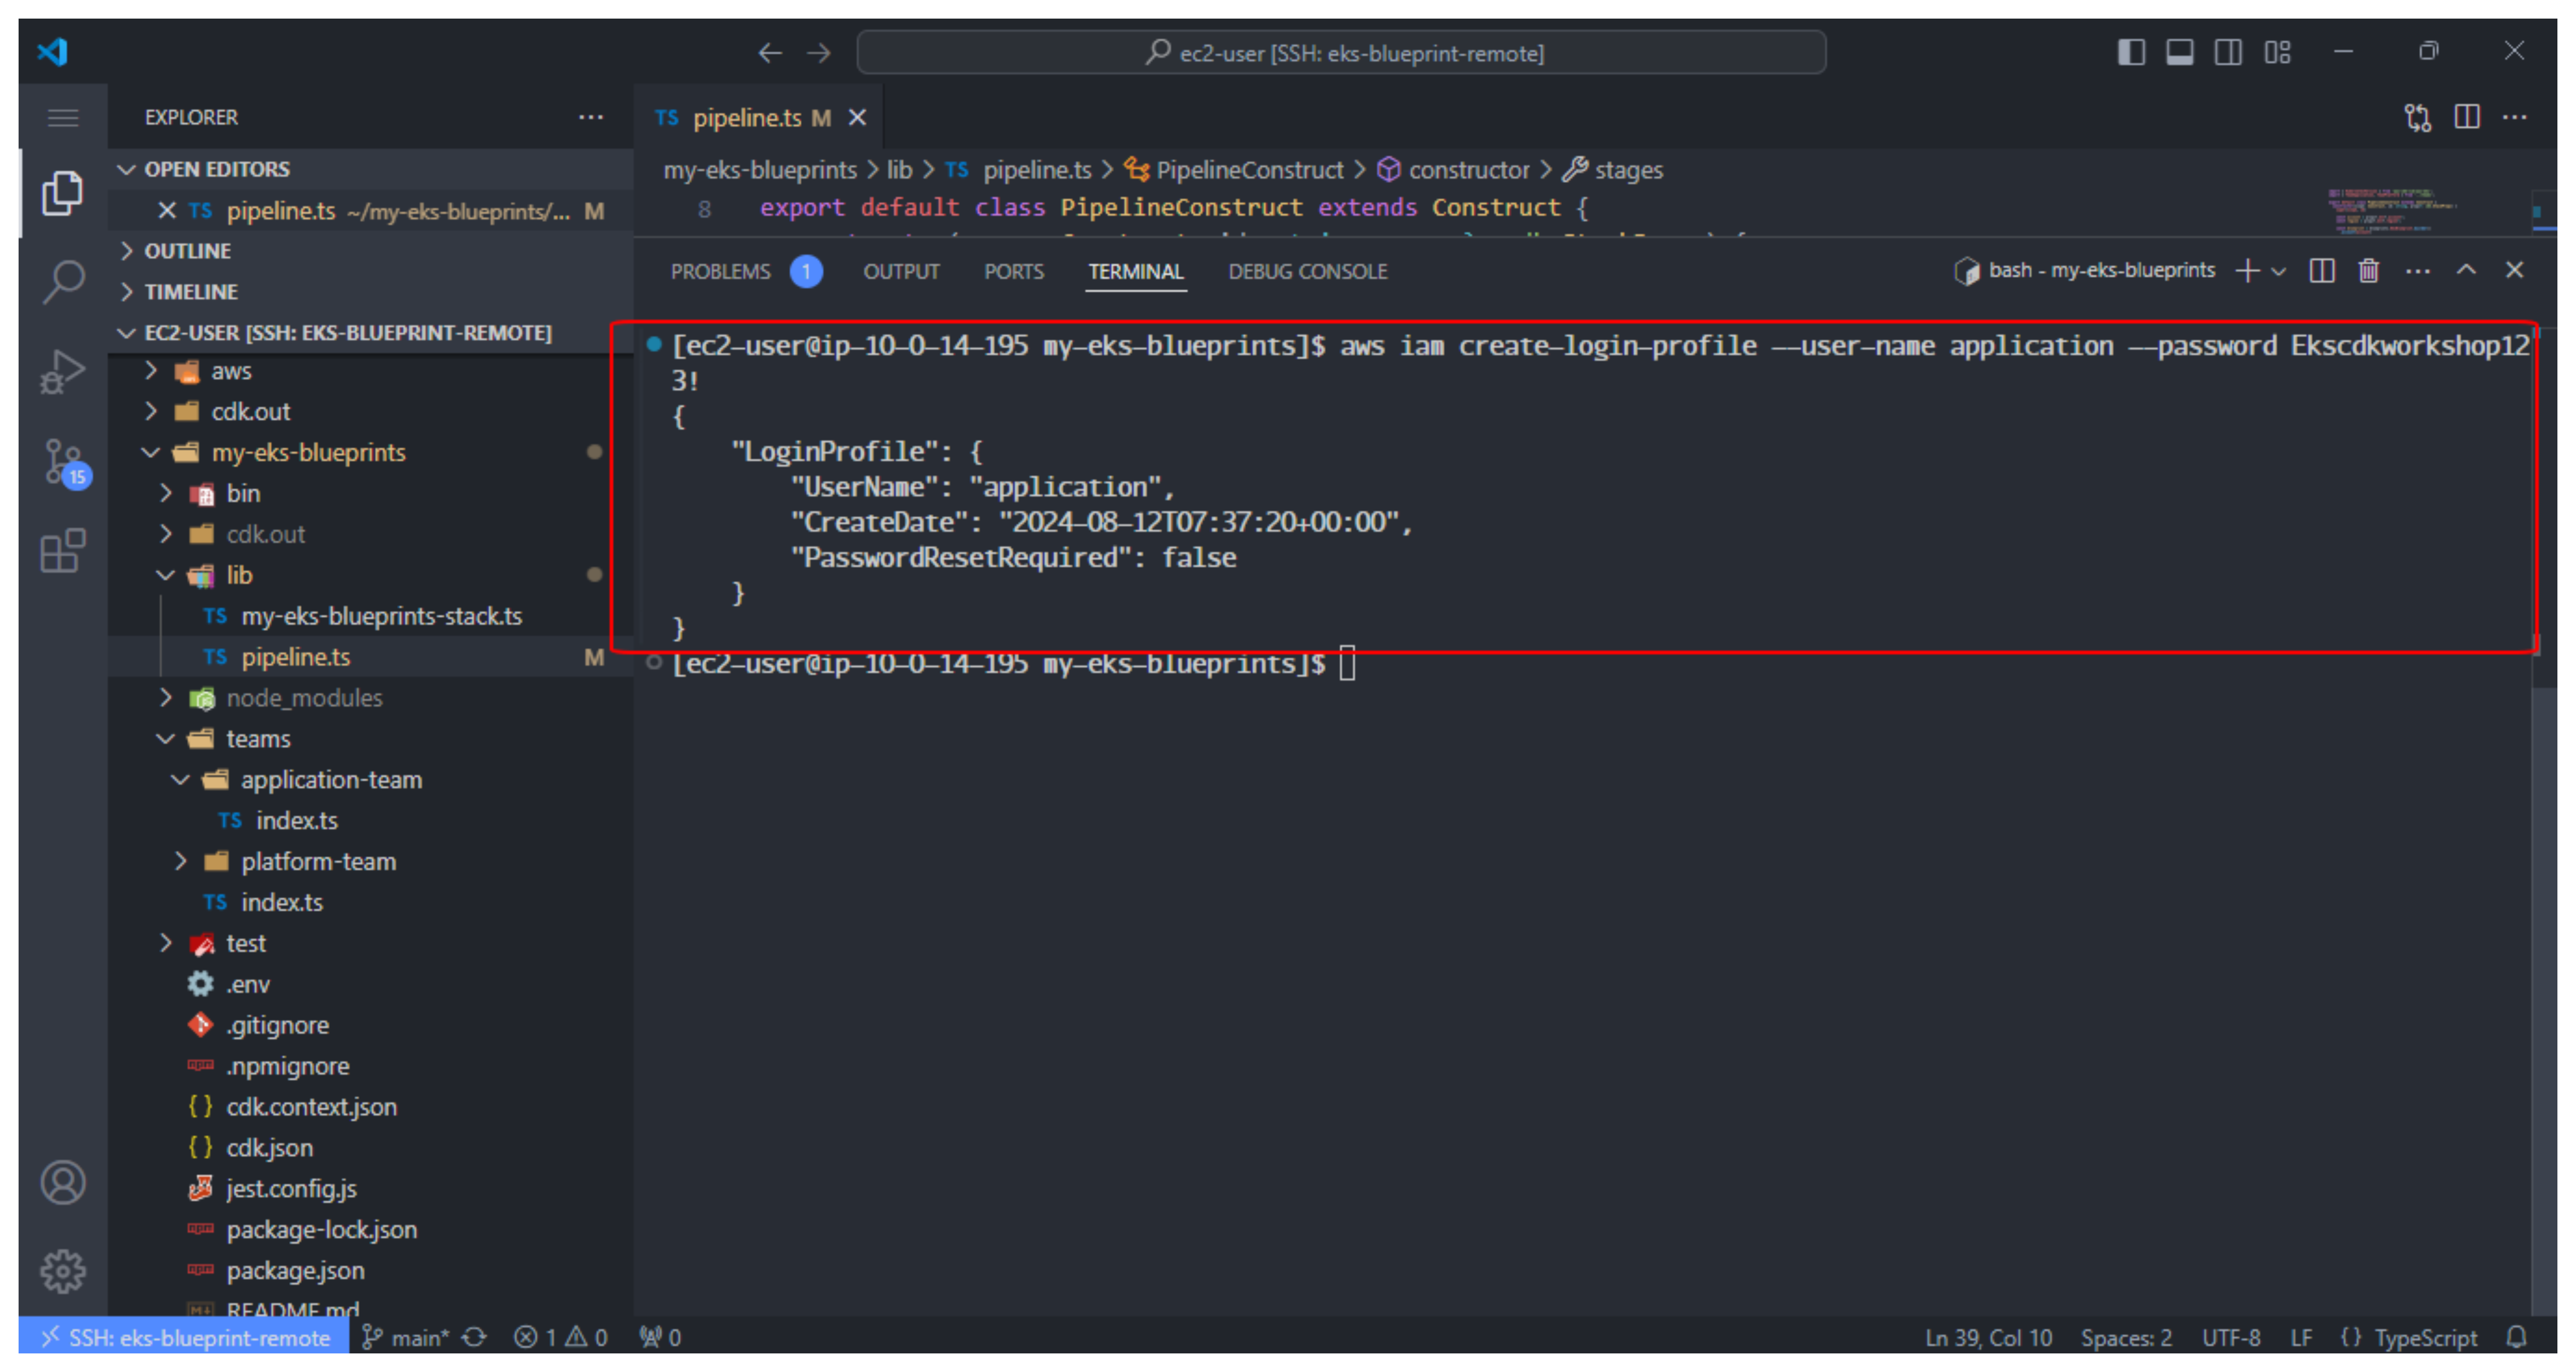 ec2-user [SSH: eks-blueprint-remote]
EXPLORER
TS pipeline.ts M
OPEN EDITORS
my-eks-blueprints > lib > TS pipeline.ts > PipelineConstruct > constructor > stages
TS pipeline.ts ~/my-eks-blueprints/... M
8 export default class PipelineConstruct extends Construct {
OUTLINE
TIMELINE
PROBLEMS 1 OUTPUT PORTS TERMINAL DEBUG CONSOLE
bash - my-eks-blueprints
EC2-USER [SSH: EKS-BLUEPRINT-REMOTE]
aws
cdk.out
my-eks-blueprints
bin
cdk.out
lib
TS my-eks-blueprints-stack.ts
TS pipeline.ts M
node_modules
teams
application-team
TS index.ts
platform-team
TS index.ts
test
.env
.gitignore
.npmignore
{} cdk.context.json
{} cdk.json
jest.config.js
package-lock.json
package.json
README.md
15
[ec2-user@ip-10-0-14-195 my-eks-blueprints]$ aws iam create-login-profile --user-name application --password Ekscdkworkshop12
3!
{
"LoginProfile": {
"UserName": "application",
"CreateDate": "2024-08-12T07:37:20+00:00",
"PasswordResetRequired": false
}
}
[ec2-user@ip-10-0-14-195 my-eks-blueprints]$
SSH: eks-blueprint-remote main* 1 0 0
Ln 39, Col 10 Spaces: 2 UTF-8 LF {} TypeScript